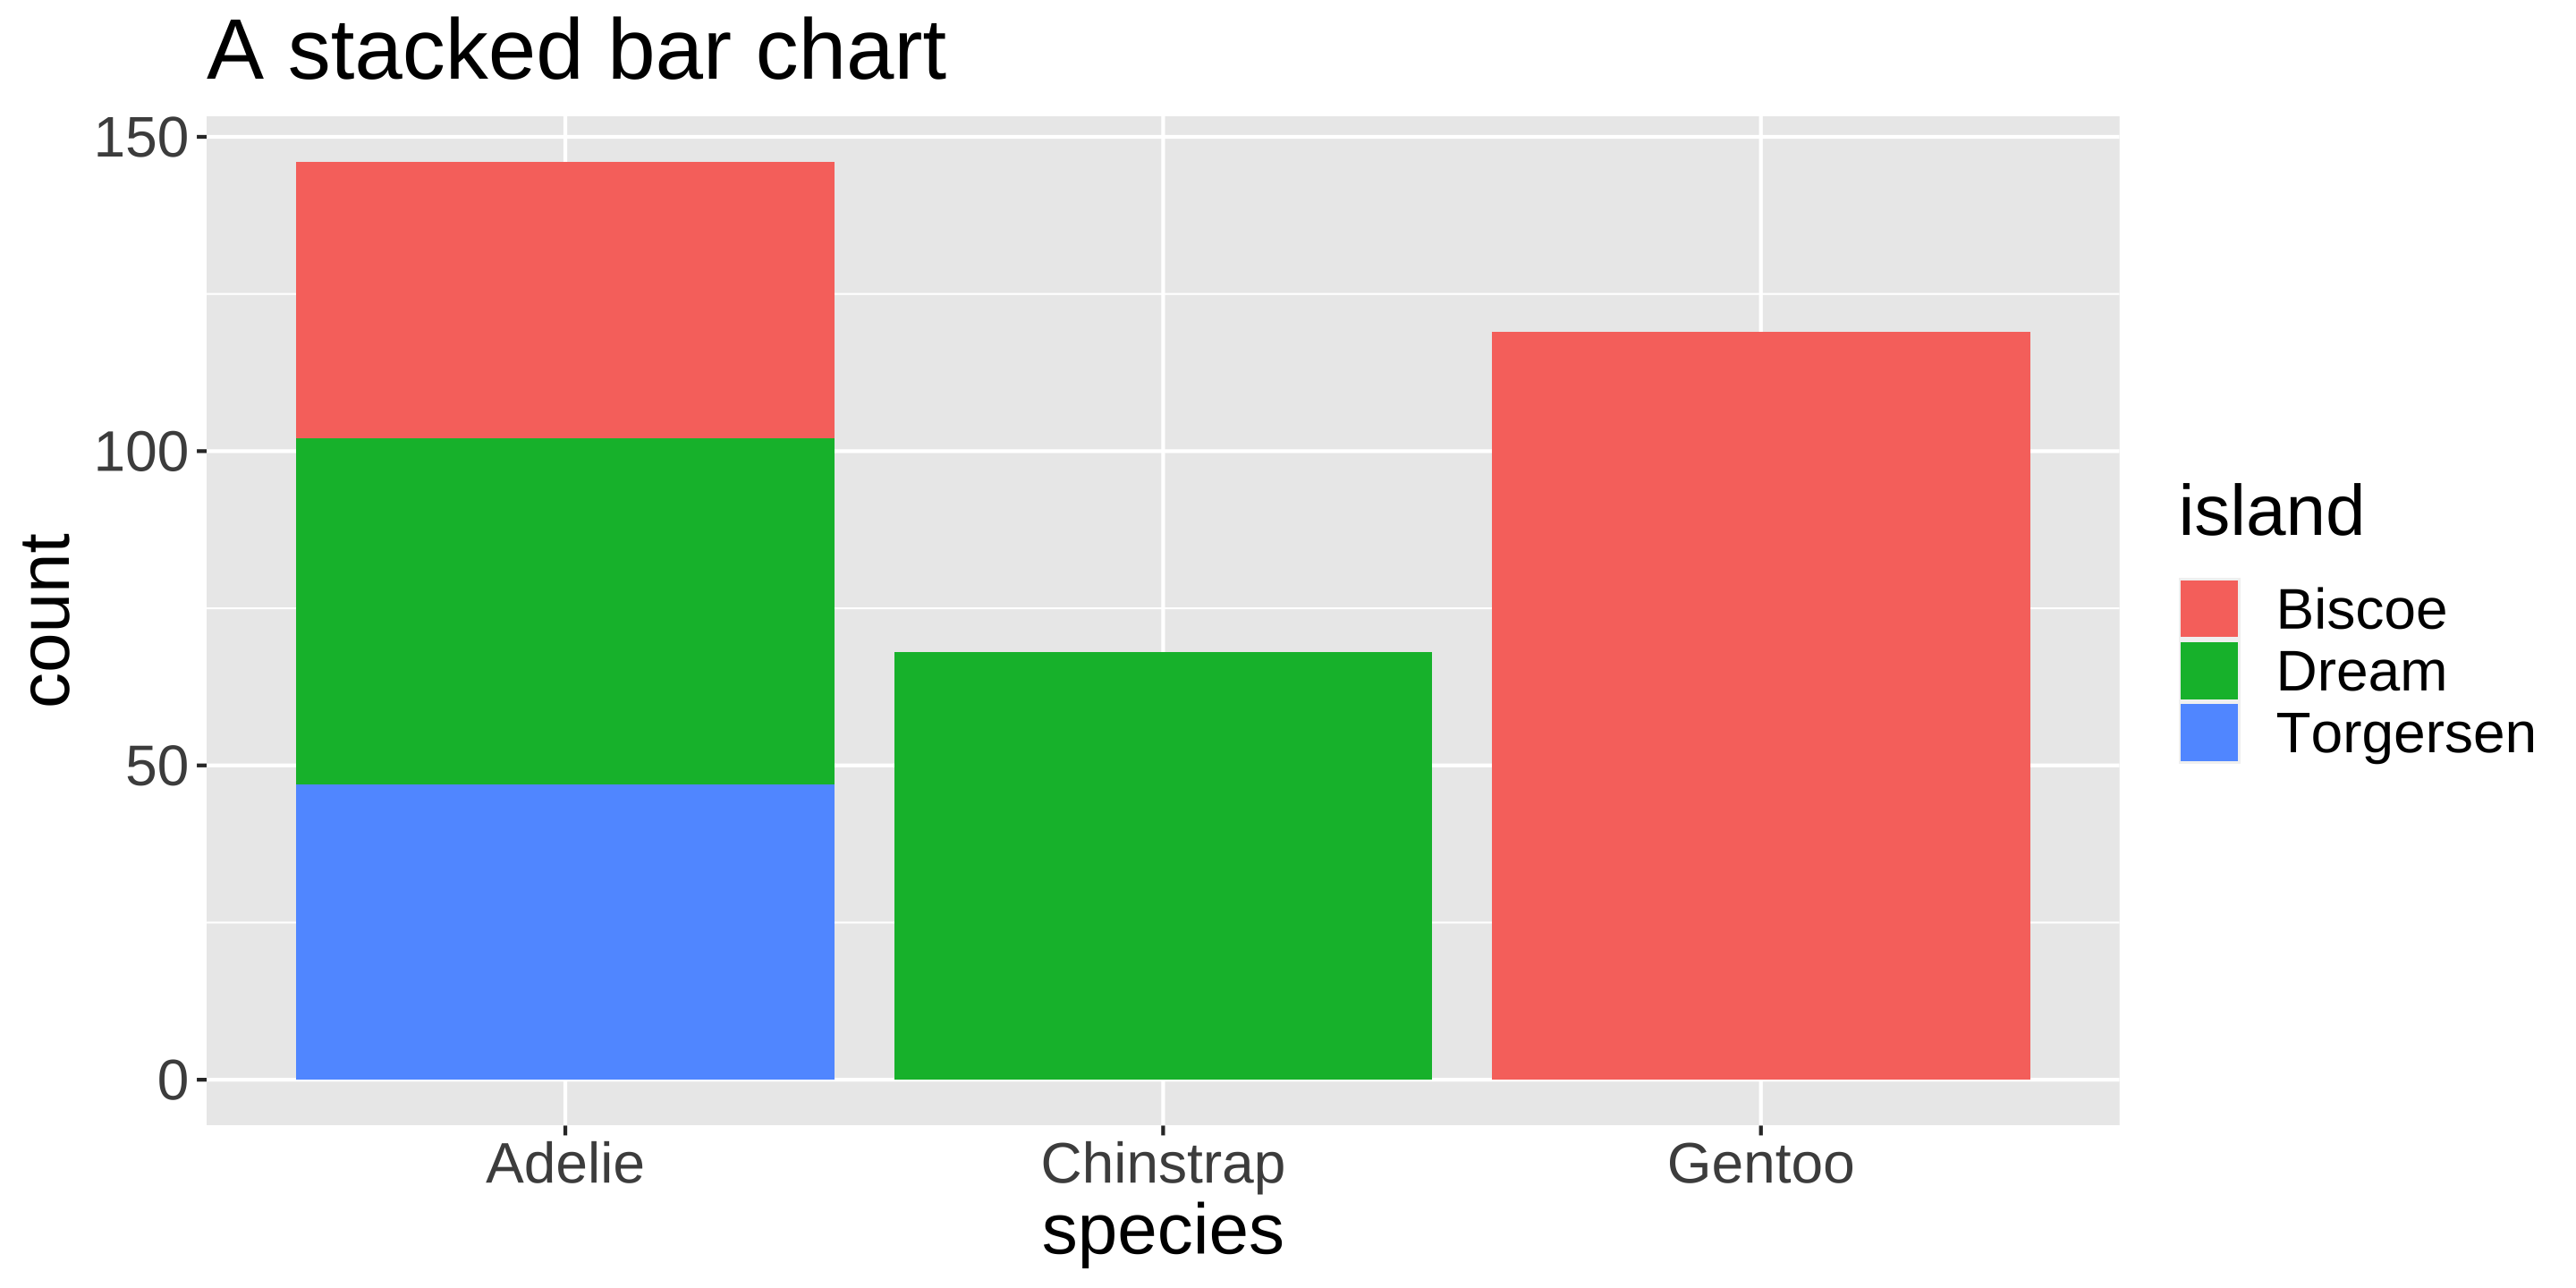 A stacked bar chart
150
100
50
0
count
Adelie
Chinstrap
Gentoo
species
island
Biscoe
Dream
Torgersen